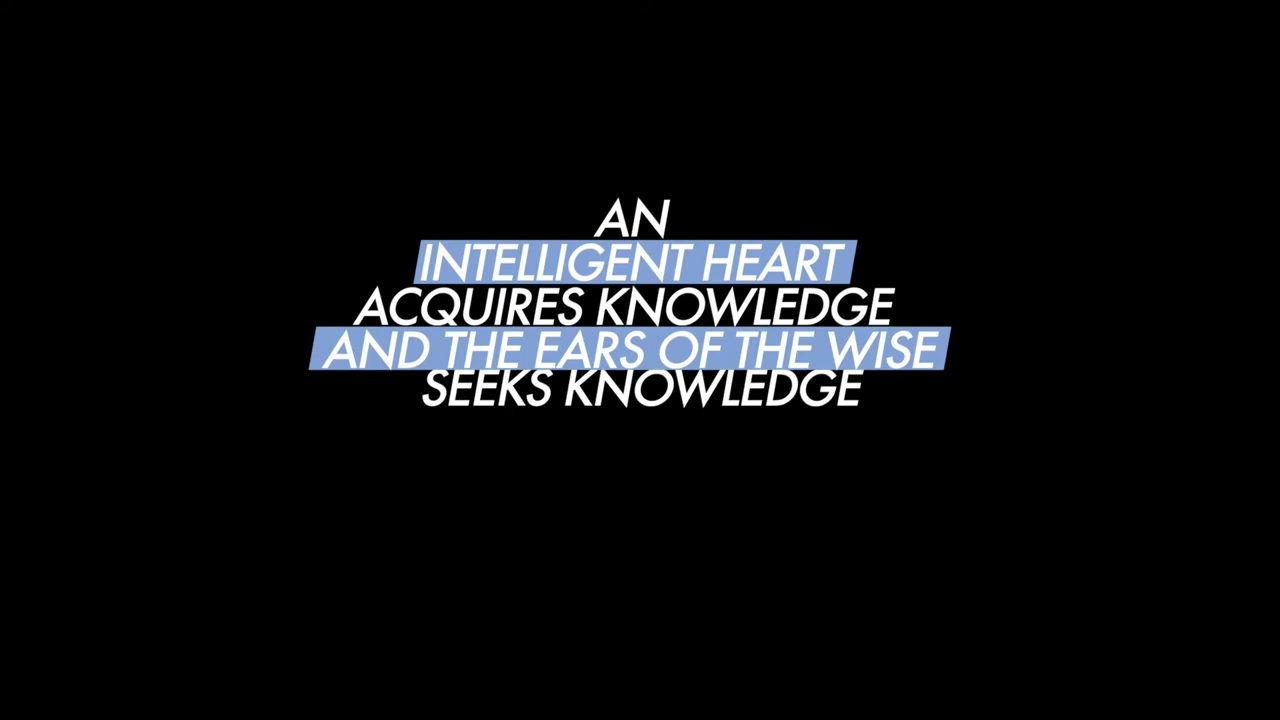 AN
INTELLIGENT HEART
ACQUIRES KNOWLEDGE
AND THE EARS OF THE WISE
SEEKS KNOWLEDGE